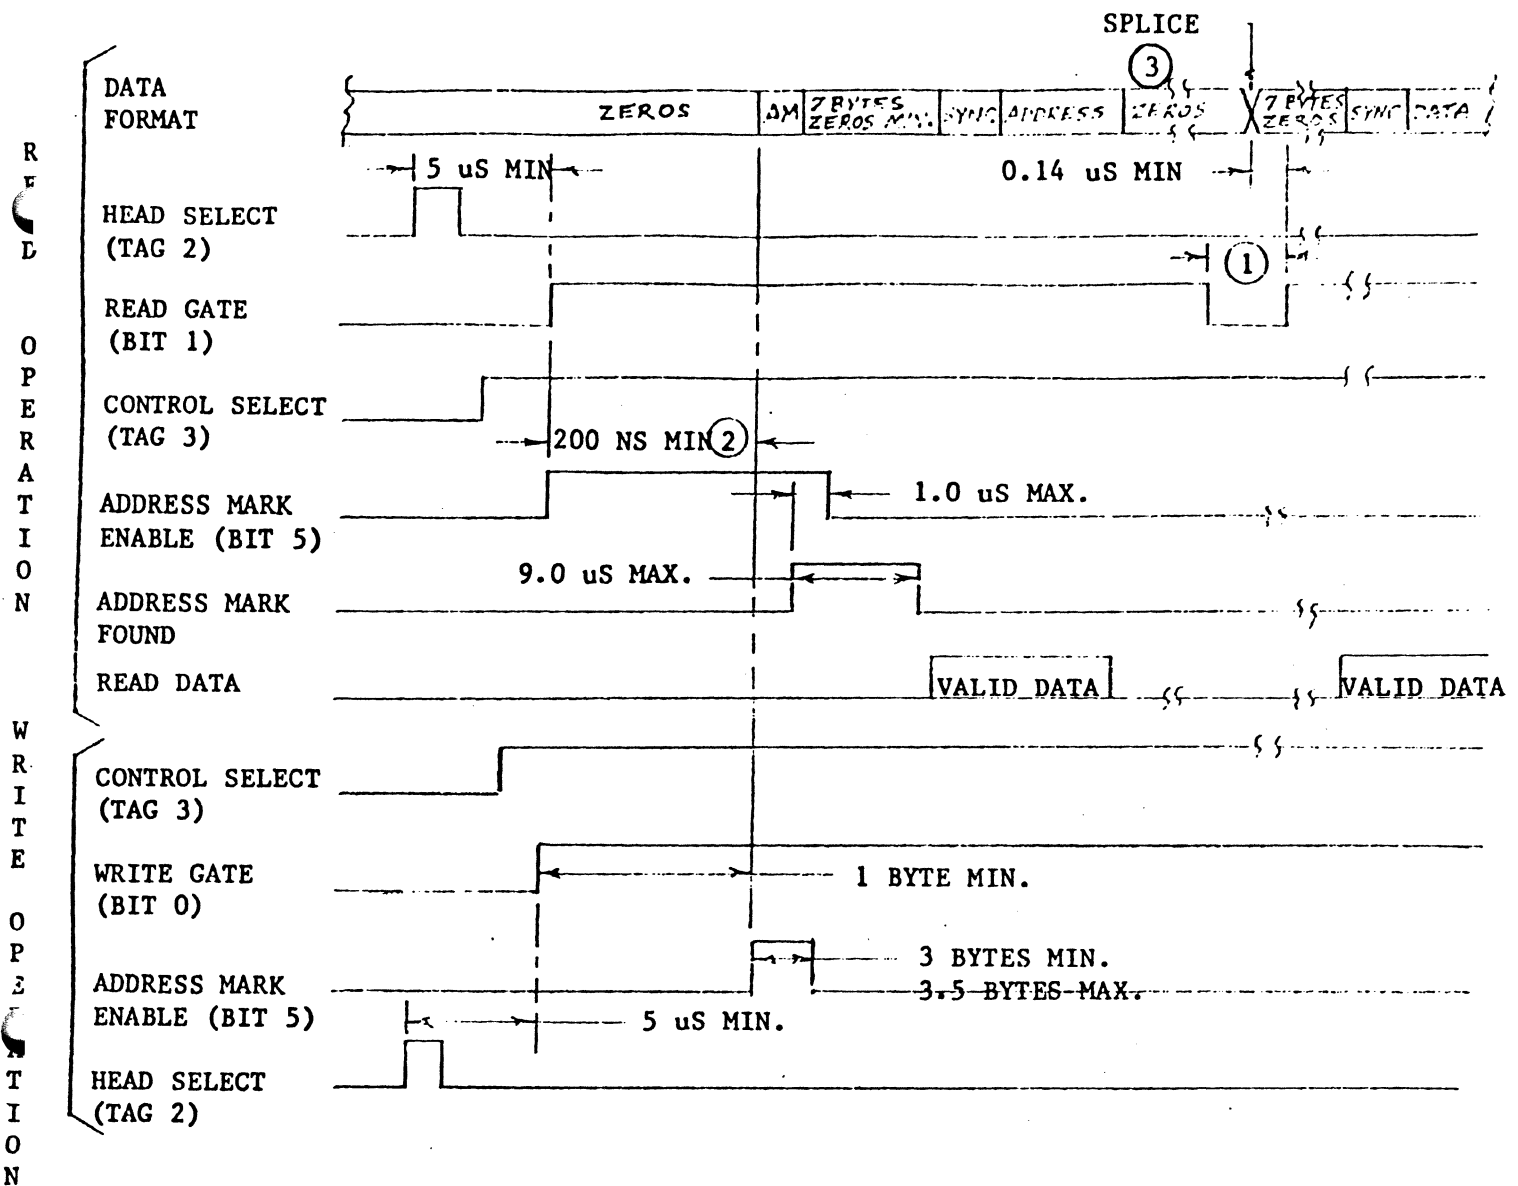 SPLICE
3
DATA
FORMAT
ZEROS
AM
7 BYTES
ZEROS MIN.
SYNC
ADDRESS
ZEROS
7 BYTES
ZEROS
SYNC
DATA
5 uS MIN
0.14 uS MIN
HEAD SELECT
(TAG 2)
1
READ GATE
(BIT 1)
CONTROL SELECT
(TAG 3)
200 NS MIN 2
ADDRESS MARK
ENABLE (BIT 5)
1.0 uS MAX.
9.0 uS MAX.
ADDRESS MARK
FOUND
READ DATA
VALID DATA
VALID DATA
OPERATION
WRITE
CONTROL SELECT
(TAG 3)
WRITE GATE
(BIT 0)
1 BYTE MIN.
ADDRESS MARK
ENABLE (BIT 5)
3 BYTES MIN.
3.5 BYTES MAX.
5 uS MIN.
HEAD SELECT
(TAG 2)